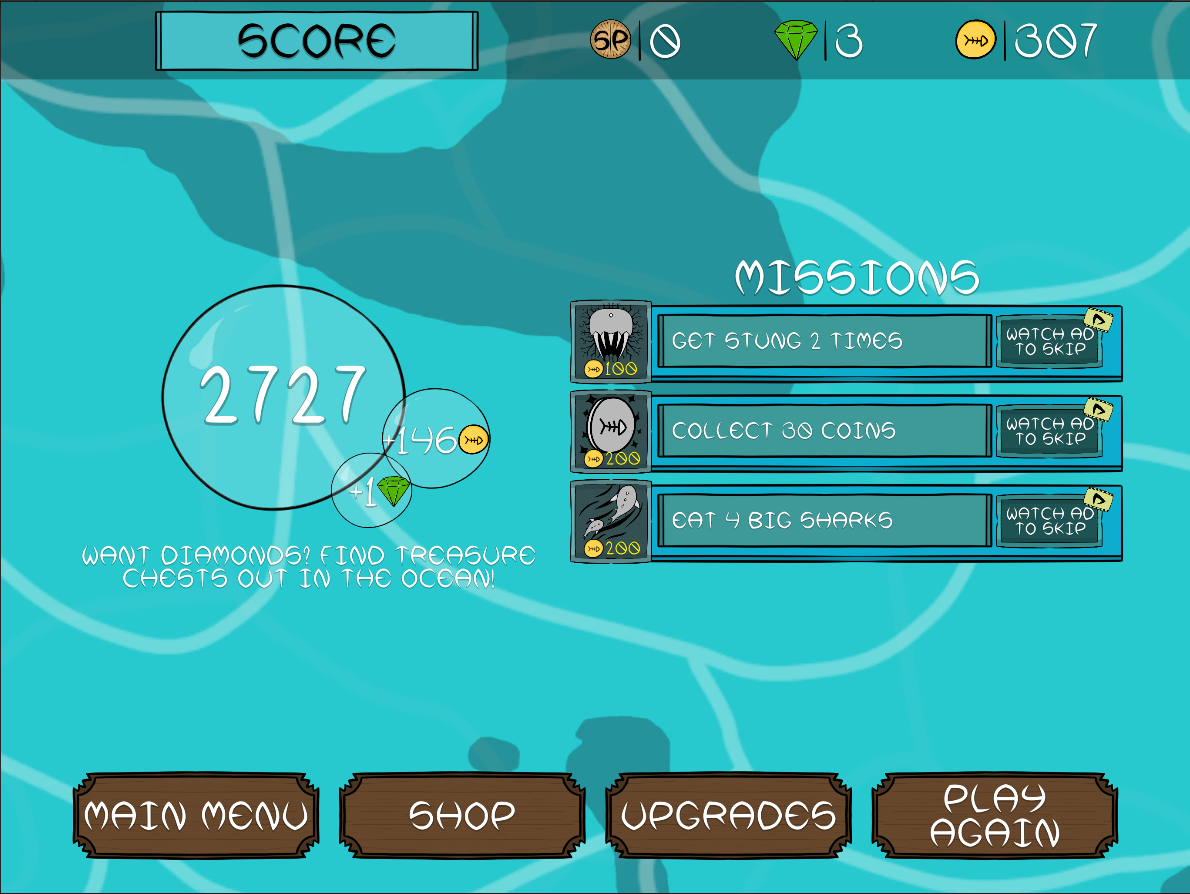 SCORE
SP 0
3
307
MISSIONS
GET STUNG 2 TIMES
100
WATCH AD
TO SKIP
COLLECT 30 COINS
200
WATCH AD
TO SKIP
EAT 4 BIG SHARKS
200
WATCH AD
TO SKIP
2727
+146
+1
WANT DIAMONDS? FIND TREASURE
CHESTS OUT IN THE OCEAN!
MAIN MENU
SHOP
UPGRADES
PLAY
AGAIN